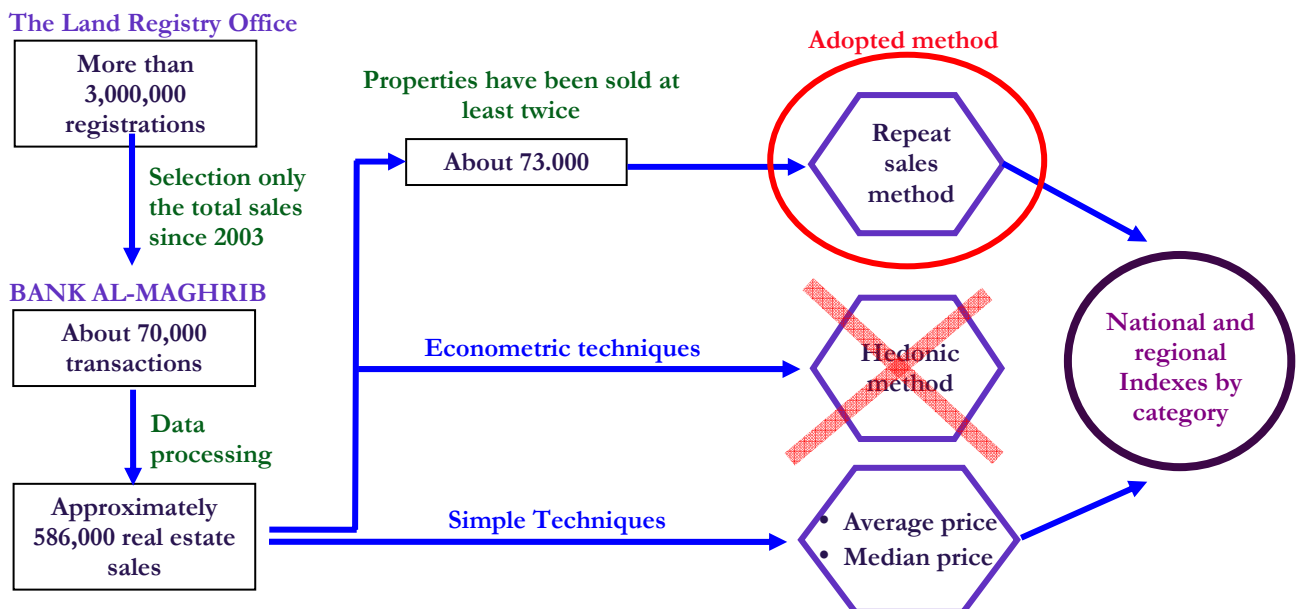 The Land Registry Office
More than
3,000,000
registrations
Selection only
the total sales
since 2003
BANK AL-MAGHRIB
About 70,000
transactions
Data
processing
Approximately
586,000 real estate
sales
Properties have been sold at
least twice
About 73.000
Econometric techniques
Simple Techniques
Adopted method
Repeat
sales
method
Hedonic
method
• Average price
• Median price
National and
regional
Indexes by
category